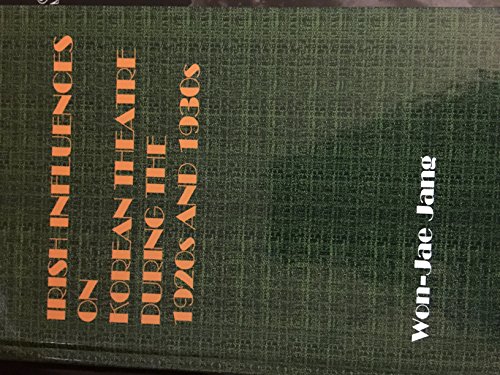 IRISH INFLUENCES
ON
KOREAN THEATRE
DURING THE
1920s AND 1930s
Won-Jae Jang